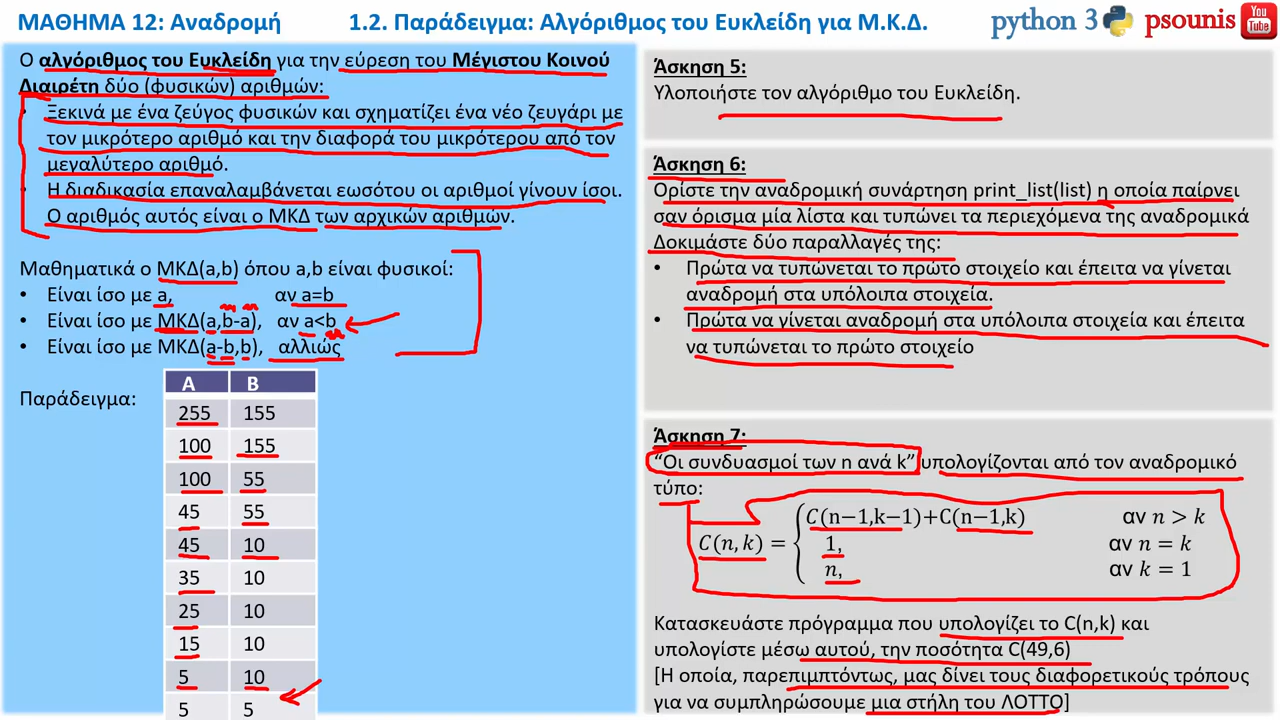 ΜΑΘΗΜΑ 12: Αναδρομή 1.2. Παράδειγμα: Αλγόριθμος του Ευκλείδη για Μ.Κ.Δ. python 3 psounis You Tube
Ο αλγόριθμος του Ευκλείδη για την εύρεση του Μέγιστου Κοινού
Διαιρέτη δύο (φυσικών) αριθμών:
• Ξεκινά με ένα ζεύγος φυσικών και σχηματίζει ένα νέο ζευγάρι με
τον μικρότερο αριθμό και την διαφορά του μικρότερου από τον
μεγαλύτερο αριθμό.
• Η διαδικασία επαναλαμβάνεται εωσότου οι αριθμοί γίνουν ίσοι.
Ο αριθμός αυτός είναι ο ΜΚΔ των αρχικών αριθμών.
Μαθηματικά ο ΜΚΔ(a,b) όπου a,b είναι φυσικοί:
• Είναι ίσο με a, αν a=b
• Είναι ίσο με ΜΚΔ(a,b-a), αν a<b
• Είναι ίσο με ΜΚΔ(a-b,b), αλλιώς
Παράδειγμα:
A B
255 155
100 155
100 55
45 55
45 10
35 10
25 10
15 10
5 10
5 5
Άσκηση 5:
Υλοποιήστε τον αλγόριθμο του Ευκλείδη.
Άσκηση 6:
Ορίστε την αναδρομική συνάρτηση print_list(list) η οποία παίρνει
σαν όρισμα μία λίστα και τυπώνει τα περιεχόμενα της αναδρομικά
Δοκιμάστε δύο παραλλαγές της:
• Πρώτα να τυπώνεται το πρώτο στοιχείο και έπειτα να γίνεται
αναδρομή στα υπόλοιπα στοιχεία.
• Πρώτα να γίνεται αναδρομή στα υπόλοιπα στοιχεία και έπειτα
να τυπώνεται το πρώτο στοιχείο
Άσκηση 7:
“Οι συνδυασμοί των n ανά k” υπολογίζονται από τον αναδρομικό
τύπο:
C(n−1,k−1)+C(n−1,k) αν n > k
C(n, k) = { 1, αν n = k
n, αν k = 1
Κατασκευάστε πρόγραμμα που υπολογίζει το C(n,k) και
υπολογίστε μέσω αυτού, την ποσότητα C(49,6)
[Η οποία, παρεπιμπτόντως, μας δίνει τους διαφορετικούς τρόπους
για να συμπληρώσουμε μια στήλη του ΛΟΤΤΟ]